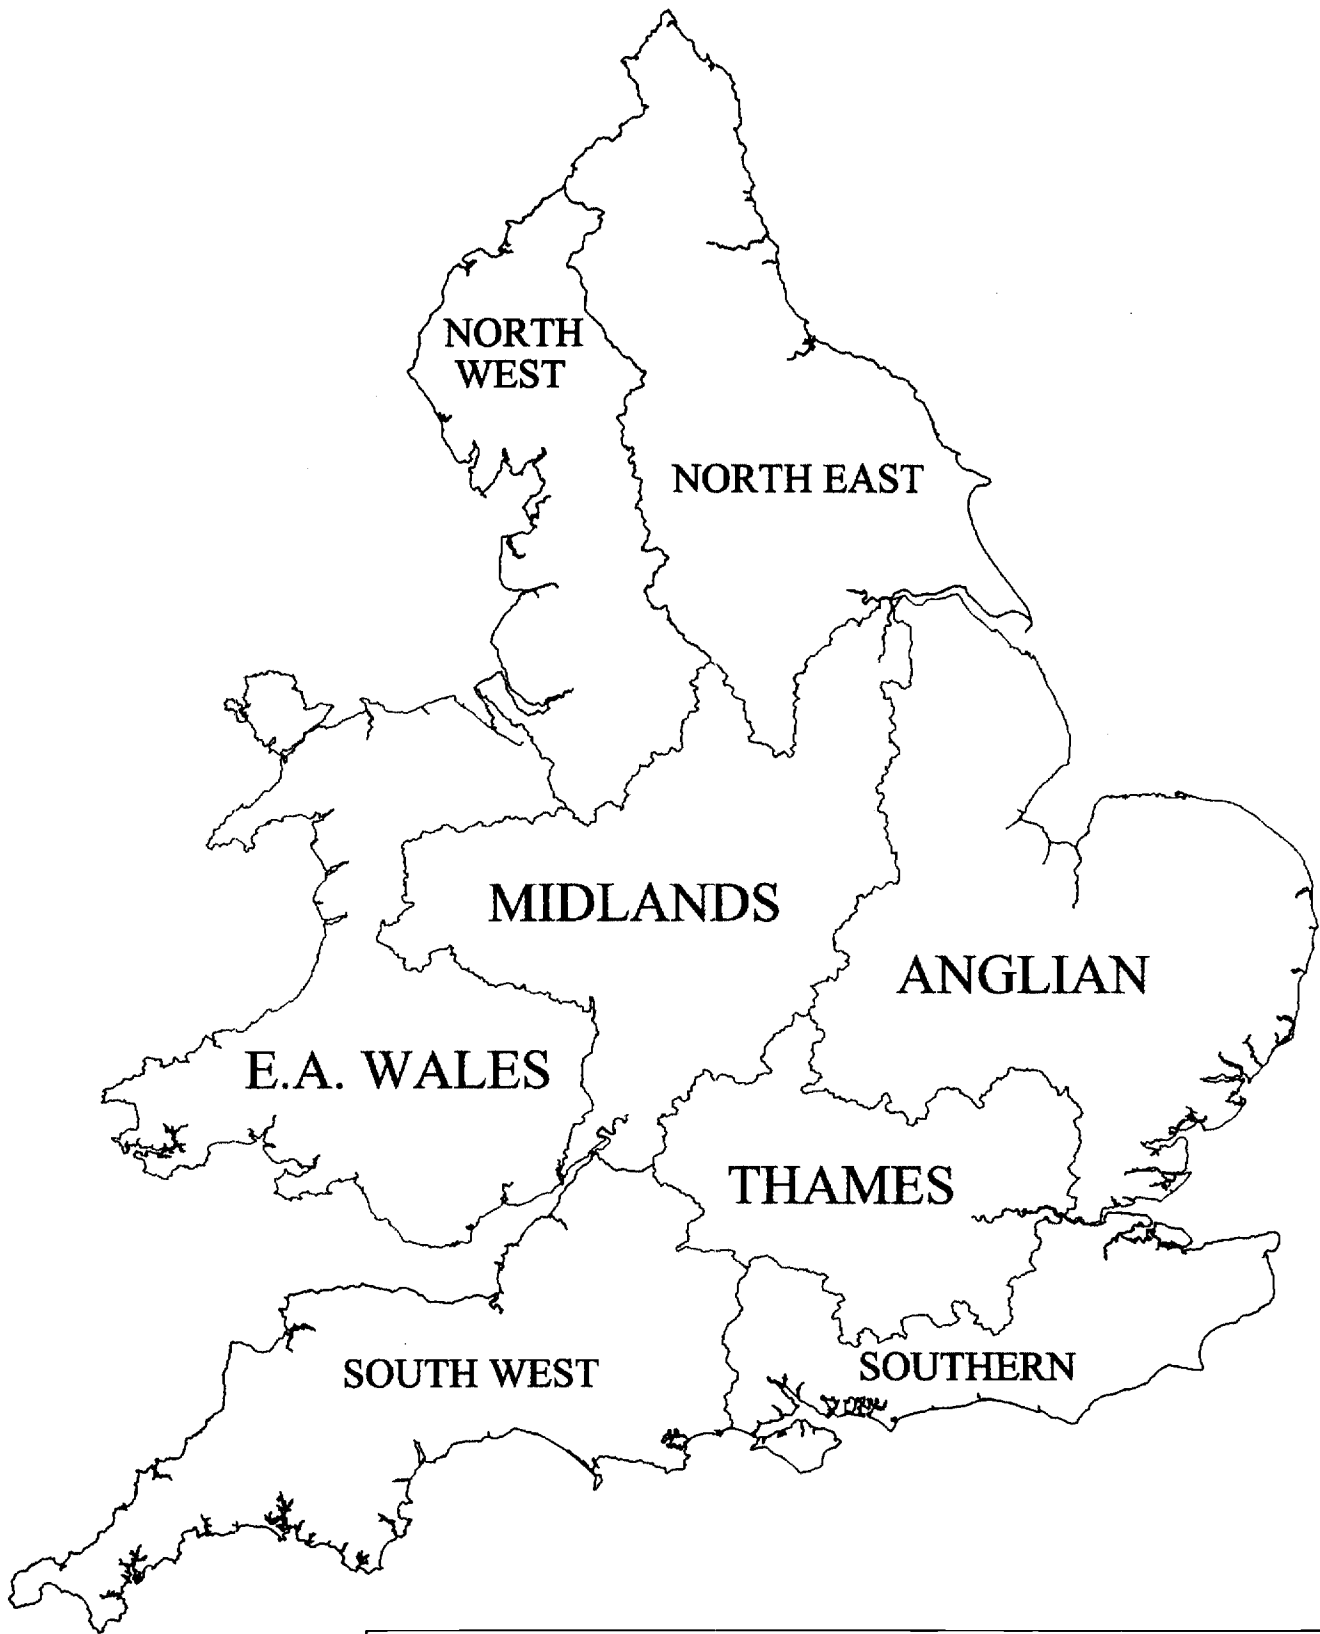 NORTH
WEST
NORTH EAST
MIDLANDS
ANGLIAN
E.A. WALES
THAMES
SOUTHERN
SOUTH WEST